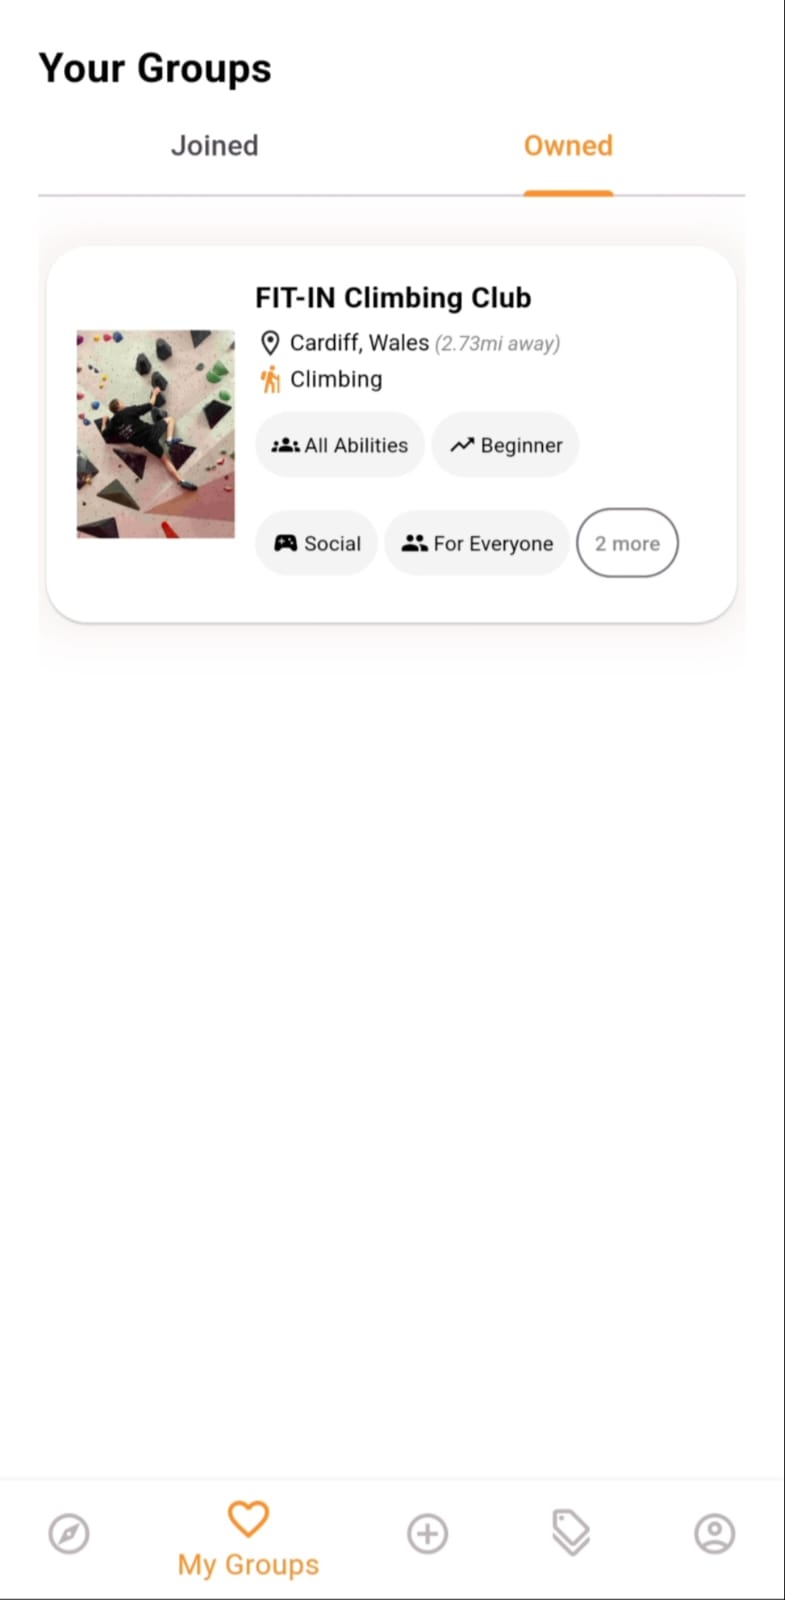 Your Groups
Joined Owned
FIT-IN Climbing Club
Cardiff, Wales (2.73mi away)
Climbing
All Abilities Beginner
Social For Everyone 2 more
My Groups